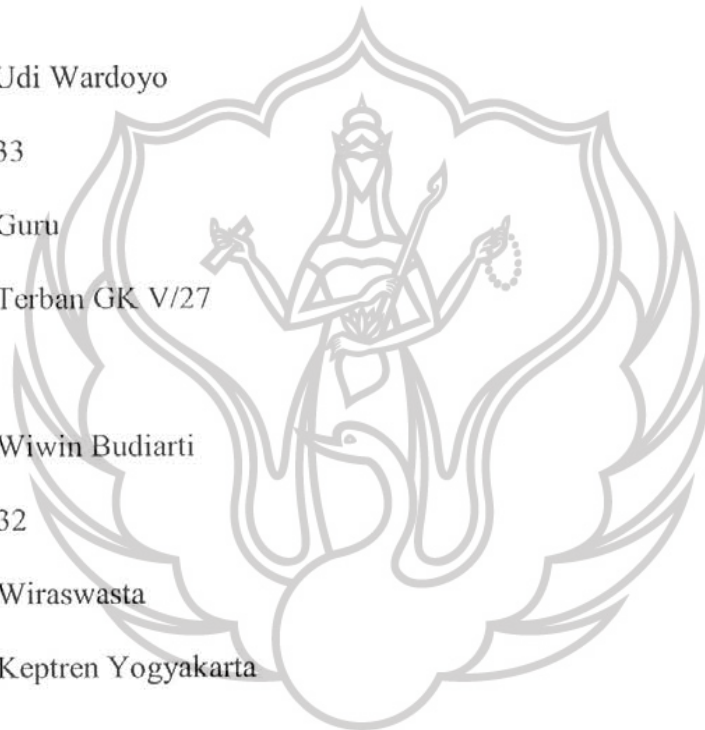 Udi Wardoyo
33
Guru
Terban GK V/27
Wiwin Budiarti
32
Wiraswasta
Keptren Yogyakarta